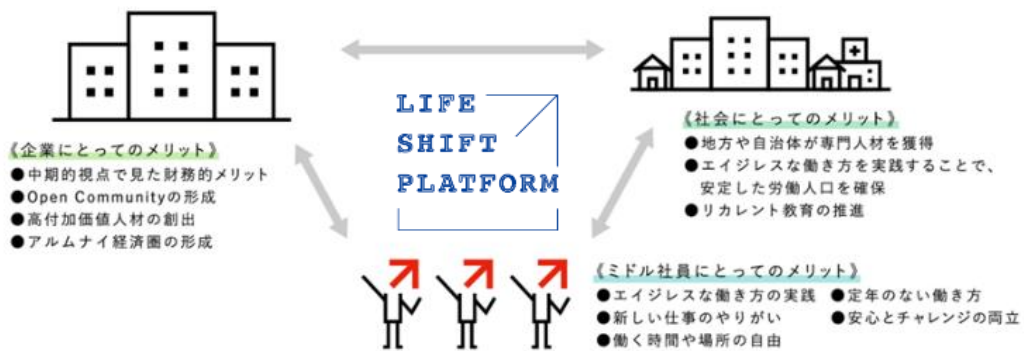 LIFE
SHIFT
PLATFORM
《企業にとってのメリット》
●中期的視点で見た財務的メリット
●Open Communityの形成
●高付加価値人材の創出
●アルムナイ経済圏の形成
《社会にとってのメリット》
●地方や自治体が専門人材を獲得
●エイジレスな働き方を実践することで、
安定した労働人口を確保
●リカレント教育の推進
《ミドル社員にとってのメリット》
●エイジレスな働き方の実践 ●定年のない働き方
●新しい仕事のやりがい ●安心とチャレンジの両立
●働く時間や場所の自由